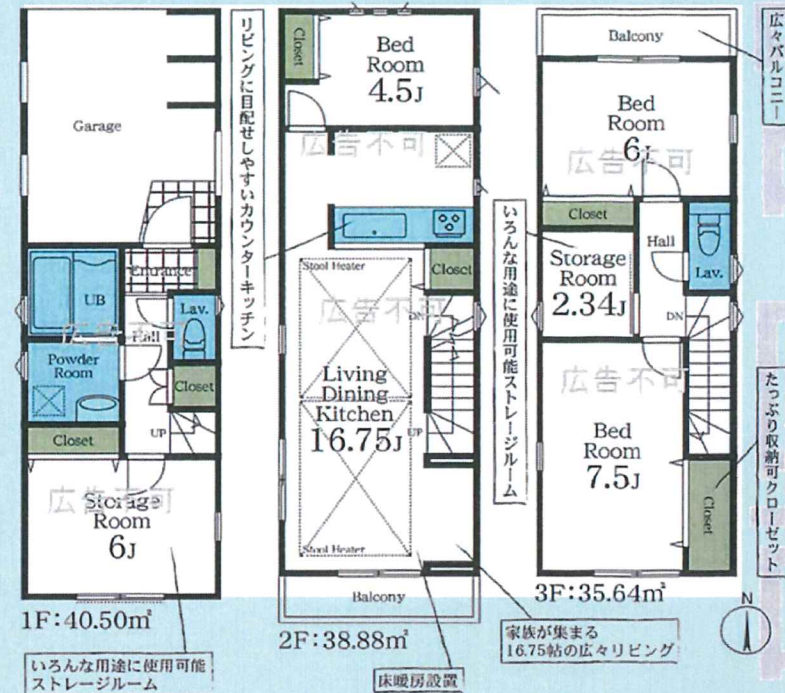 Garage
広告不可
UB
Entrance
Lav.
Hall
Powder
Room
Closet
UP
Closet
広告不可
Storage
Room
6J
1F:40.50㎡
いろんな用途に使用可能
ストレージルーム
リビングに目配せしやすいカウンターキッチン
Closet
Bed
Room
4.5J
広告不可
Stool Heater
Closet
広告不可
DN
Living
Dining
Kitchen
16.75J
UP
Stool Heater
Balcony
2F:38.88㎡
床暖房設置
家族が集まる
16.75帖の広々リビング
いろんな用途に使用可能ストレージルーム
Balcony
広々バルコニー
Bed
Room
6J
広告不可
Closet
Hall
Lav.
Storage
Room
2.34J
DN
広告不可
Bed
Room
7.5J
Closet
たっぷり収納可クローゼット
3F:35.64㎡
N